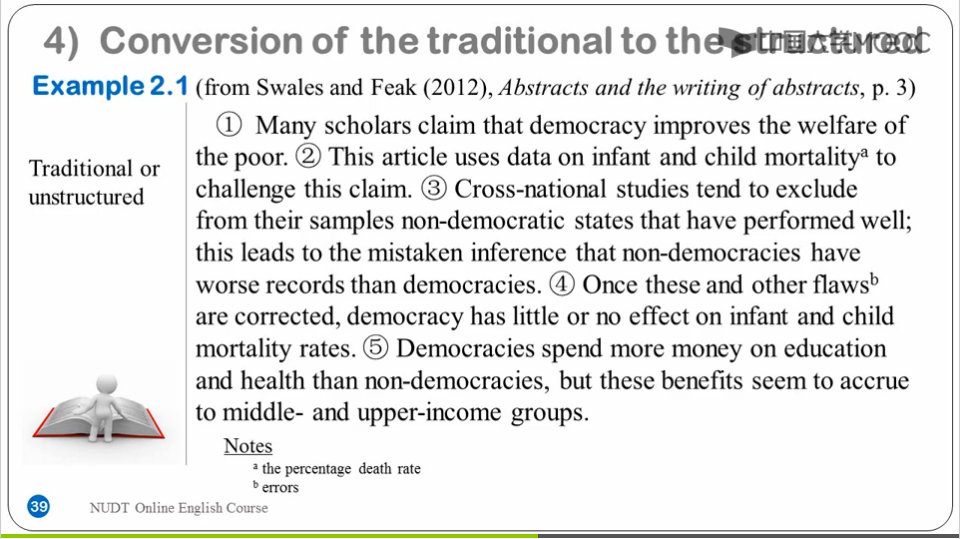 4) Conversion of the traditional to the structured
中国大学MOOC
Example 2.1 (from Swales and Feak (2012), Abstracts and the writing of abstracts, p. 3)
Traditional or
unstructured
① Many scholars claim that democracy improves the welfare of
the poor. ② This article uses data on infant and child mortalityᵃ to
challenge this claim. ③ Cross-national studies tend to exclude
from their samples non-democratic states that have performed well;
this leads to the mistaken inference that non-democracies have
worse records than democracies. ④ Once these and other flawsᵇ
are corrected, democracy has little or no effect on infant and child
mortality rates. ⑤ Democracies spend more money on education
and health than non-democracies, but these benefits seem to accrue
to middle- and upper-income groups.
Notes
ᵃ the percentage death rate
ᵇ errors
39 NUDT Online English Course